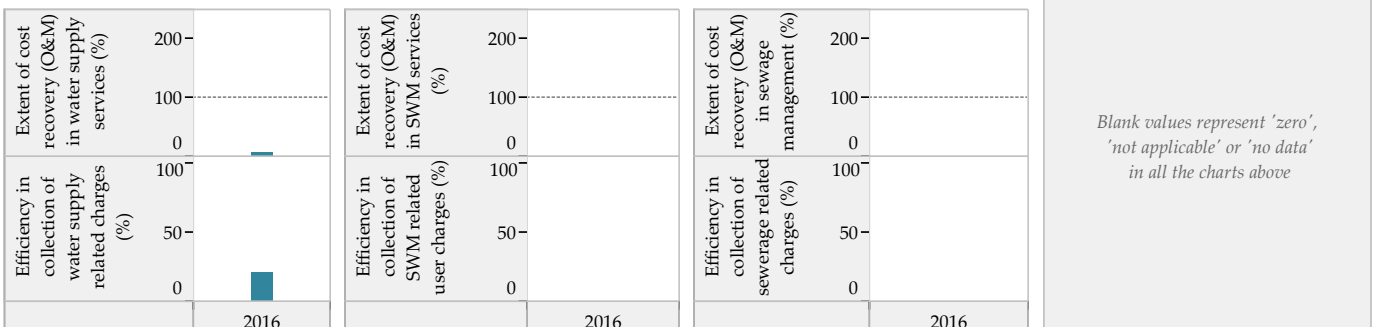 Extent of cost
recovery (O&M)
in water supply
services (%)
200
100
0
Efficiency in
collection of
water supply
related charges
(%)
100
50
0
2016
Extent of cost
recovery (O&M)
in SWM services
(%)
200
100
0
Efficiency in
collection of
SWM related
user charges (%)
100
50
0
2016
Extent of cost
recovery (O&M)
in sewage
management (%)
200
100
0
Efficiency in
collection of
sewerage related
charges (%)
100
50
0
2016
Blank values represent 'zero',
'not applicable' or 'no data'
in all the charts above